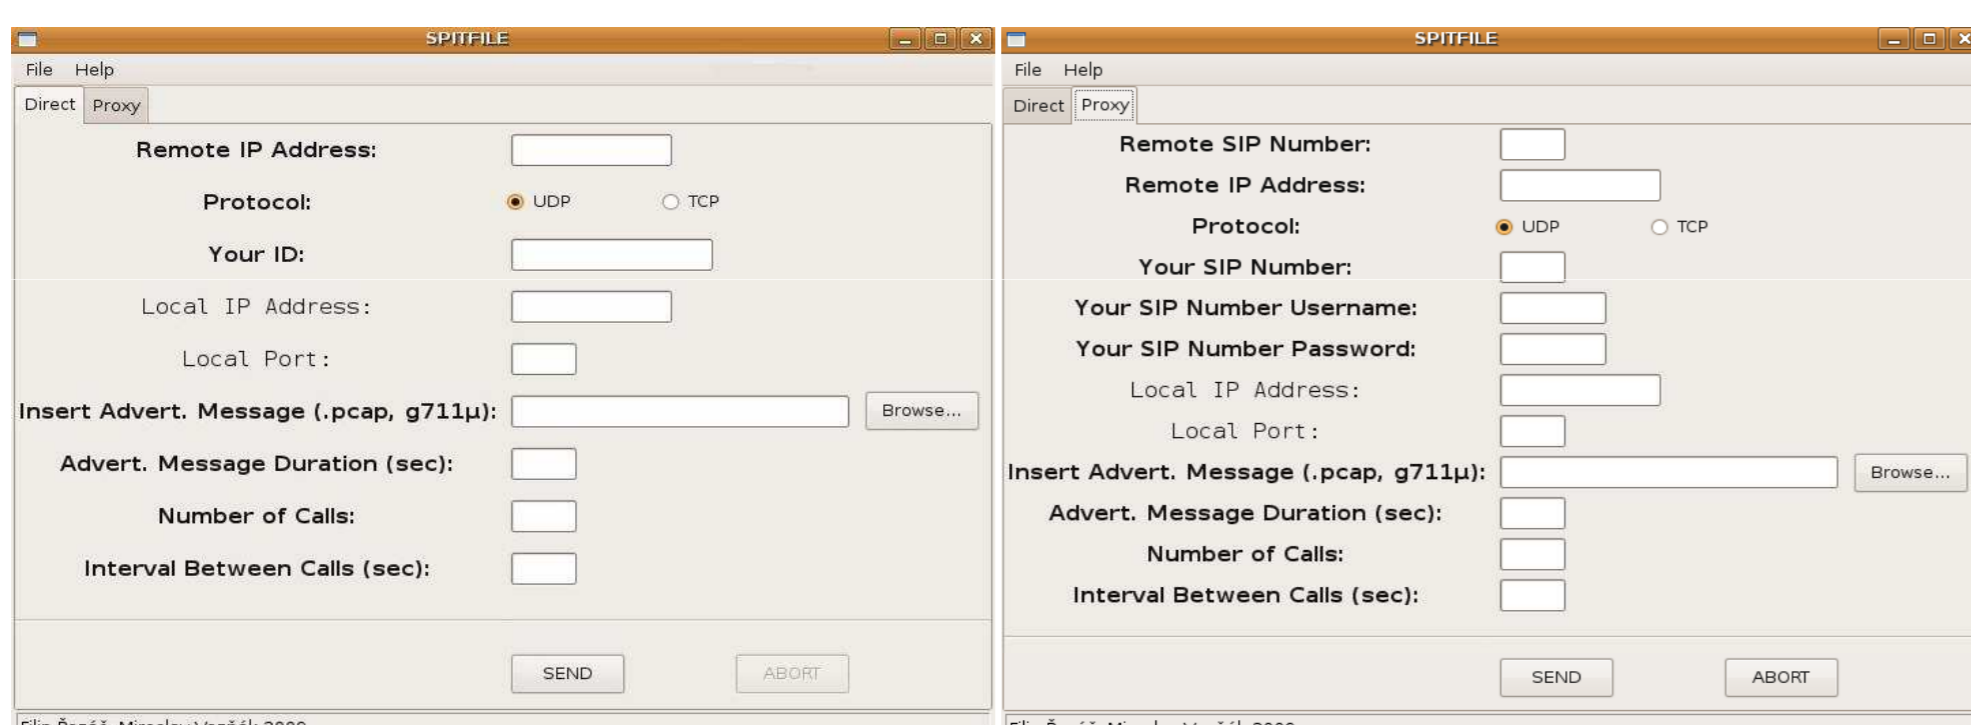 SPITFILE
File Help
Direct Proxy
Remote IP Address:
Protocol: UDP TCP
Your ID:
Local IP Address:
Local Port:
Insert Advert. Message (.pcap, g711µ): Browse...
Advert. Message Duration (sec):
Number of Calls:
Interval Between Calls (sec):
SEND ABORT
SPITFILE
File Help
Direct Proxy
Remote SIP Number:
Remote IP Address:
Protocol: UDP TCP
Your SIP Number:
Your SIP Number Username:
Your SIP Number Password:
Local IP Address:
Local Port:
Insert Advert. Message (.pcap, g711µ): Browse...
Advert. Message Duration (sec):
Number of Calls:
Interval Between Calls (sec):
SEND ABORT